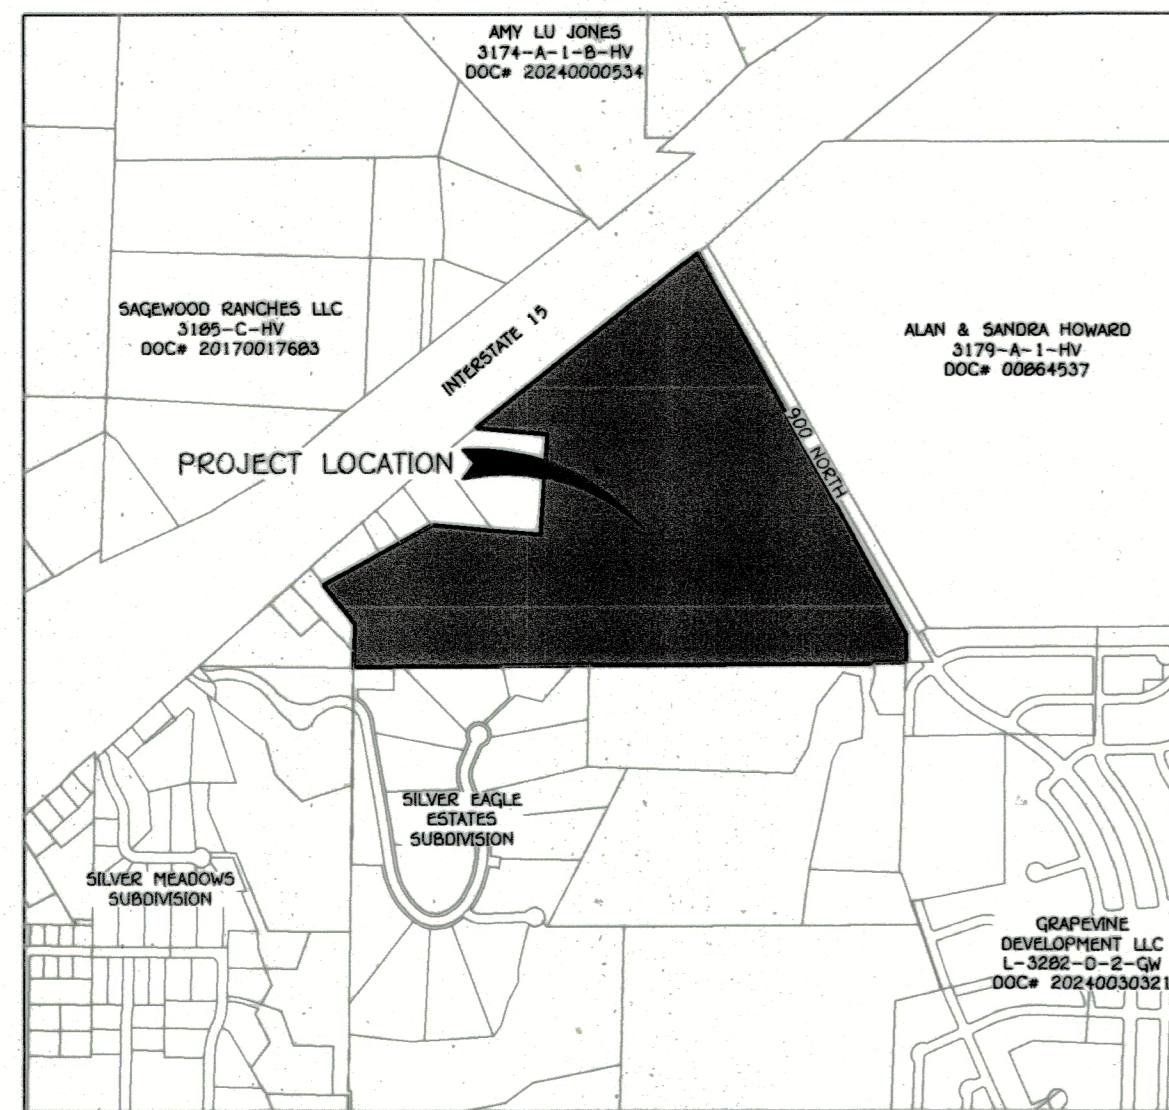 AMY LU JONES
3174-A-1-B-HV
DOC# 20240000534
SAGEWOOD RANCHES LLC
3185-C-HV
DOC# 20170017683
INTERSTATE 15
ALAN & SANDRA HOWARD
3179-A-1-HV
DOC# 00864537
PROJECT LOCATION
900 NORTH
SILVER EAGLE
ESTATES
SUBDIVISION
SILVER MEADOWS
SUBDIVISION
GRAPEVINE
DEVELOPMENT LLC
L-3282-D-2-GW
DOC# 20240030321